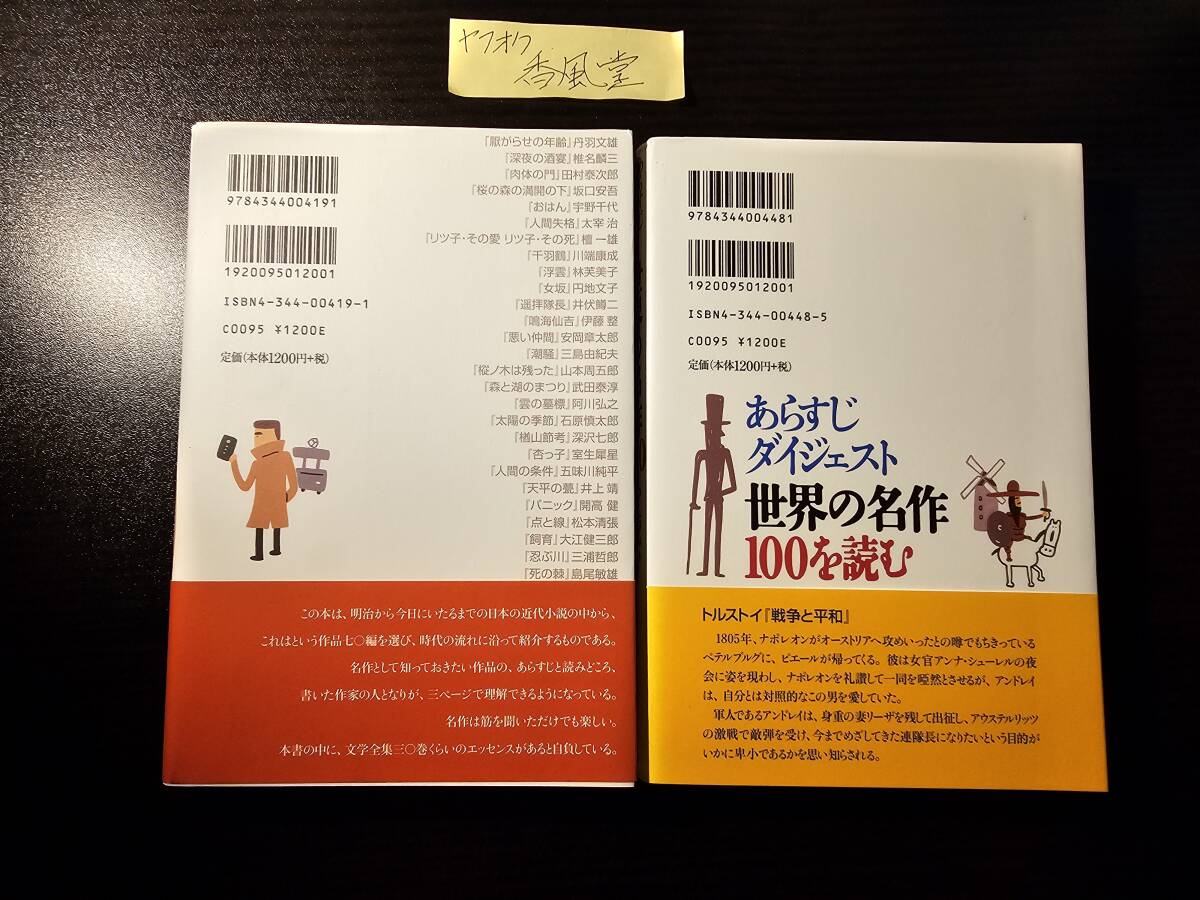 ヤフオク
香風堂
9784344004191
1920095012001
ISBN4-344-00419-1
C0095 ¥1200E
定価(本体1200円+税)
『厭がらせの年齢』丹羽文雄
『深夜の酒宴』椎名麟三
『肉体の門』田村泰次郎
『桜の森の満開の下』坂口安吾
『おはん』宇野千代
『人間失格』太宰 治
『リツ子・その愛 リツ子・その死』檀 一雄
『千羽鶴』川端康成
『浮雲』林芙美子
『女坂』円地文子
『遥拝隊長』井伏鱒二
『鳴海仙吉』伊藤 整
『悪い仲間』安岡章太郎
『潮騒』三島由紀夫
『樅ノ木は残った』山本周五郎
『森と湖のまつり』武田泰淳
『雲の墓標』阿川弘之
『太陽の季節』石原慎太郎
『楢山節考』深沢七郎
『杏っ子』室生犀星
『人間の条件』五味川純平
『天平の甍』井上 靖
『パニック』開高 健
『点と線』松本清張
『飼育』大江健三郎
『忍ぶ川』三浦哲郎
『死の棘』島尾敏雄
この本は、明治から今日にいたるまでの日本の近代小説の中から、
これはという作品七〇編を選び、時代の流れに沿って紹介するものである。
名作として知っておきたい作品の、あらすじと読みどころ、
書いた作家の人となりが、三ページで理解できるようになっている。
名作は筋を聞いただけでも楽しい。
本書の中に、文学全集三〇巻くらいのエッセンスがあると自負している。
9784344004481
1920095012001
ISBN4-344-00448-5
C0095 ¥1200E
定価(本体1200円+税)
あらすじ
ダイジェスト
世界の名作
100を読む
トルストイ『戦争と平和』
1805年、ナポレオンがオーストリアへ攻めいったとの噂でもちきっている
ペテルブルグに、ピエールが帰ってくる。彼は女官アンナ・シューレルの夜
会に姿を現わし、ナポレオンを礼讃して一同を唖然とさせるが、アンドレイ
は、自分とは対照的なこの男を愛していた。
軍人であるアンドレイは、身重の妻リーザを残して出征し、アウステルリッツ
の激戦で敵弾を受け、今までめざしてきた連隊長になりたいという目的が
いかに卑小であるかを思い知らされる。